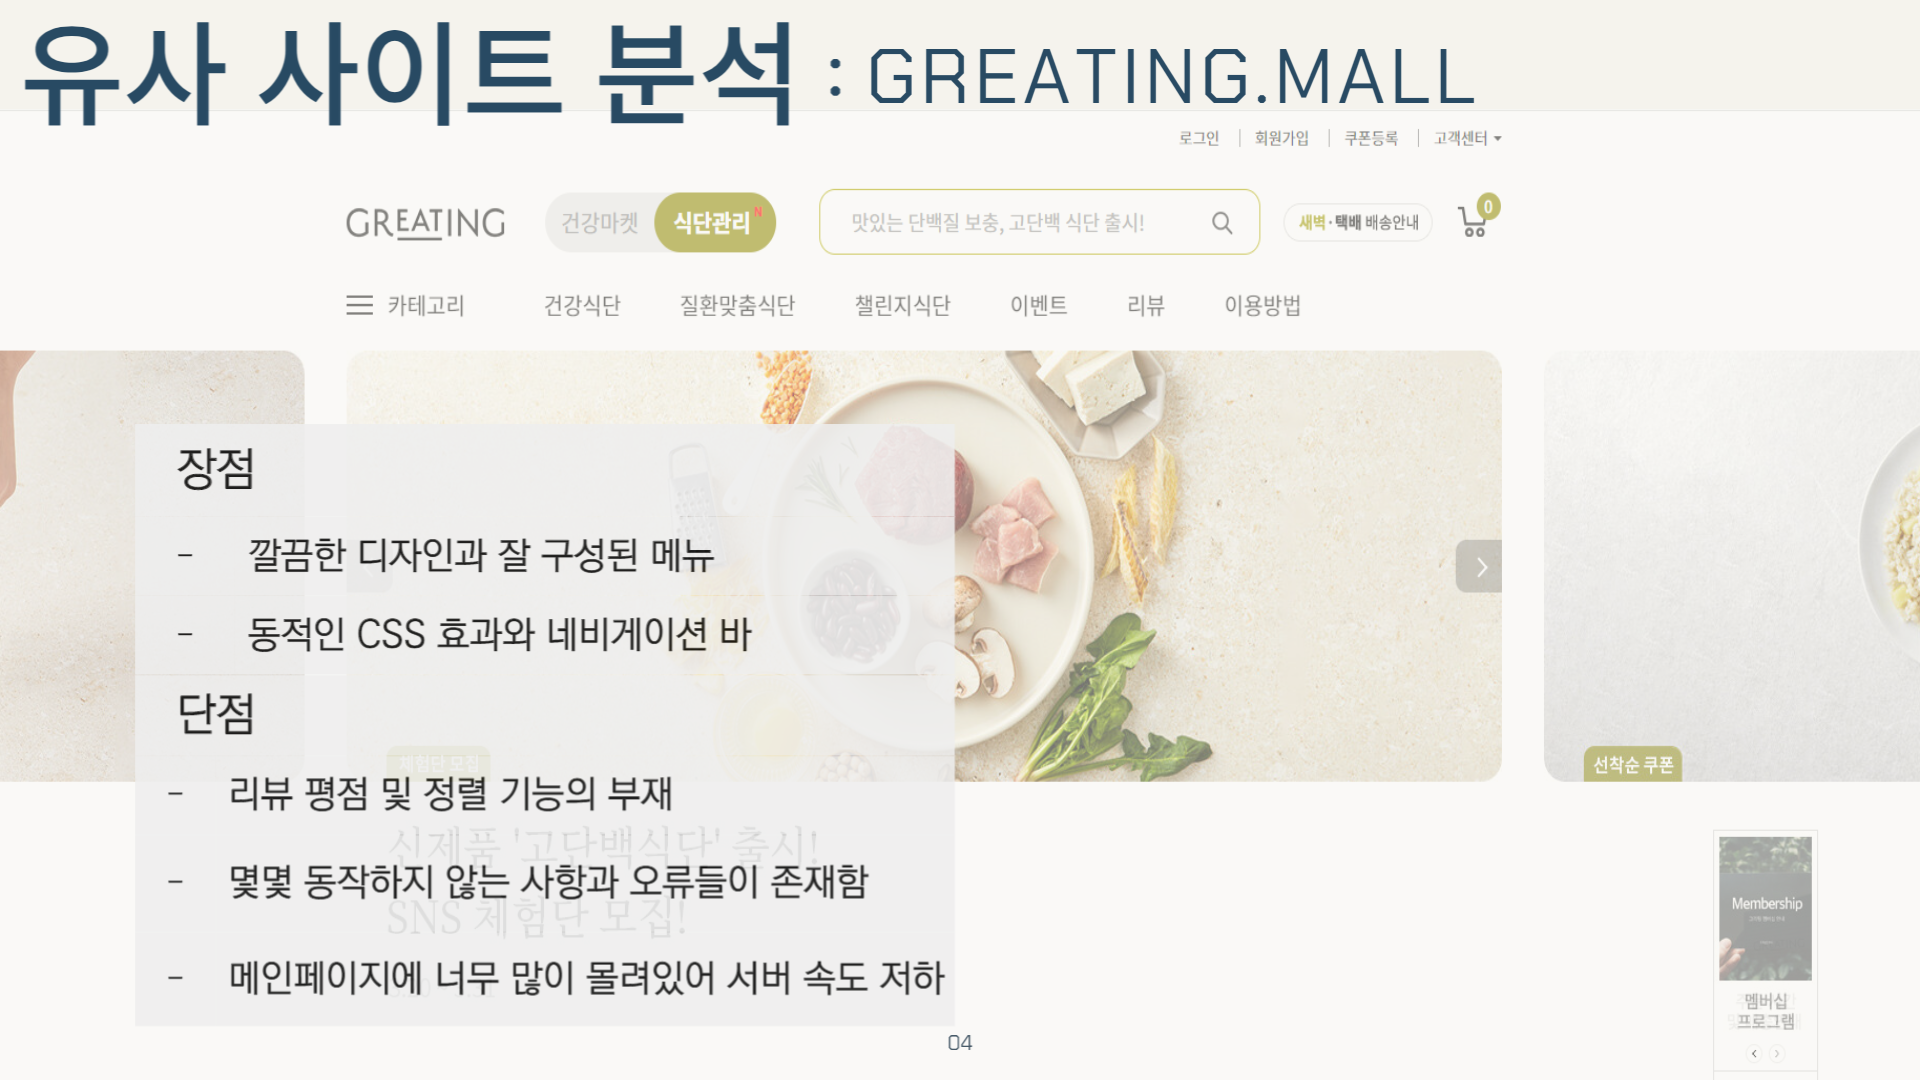 유사 사이트 분석 : GREATING.MALL
로그인 회원가입 쿠폰등록 고객센터
GREATING 건강마켓 식단관리 N 맛있는 단백질 보충, 고단백 식단 출시! 새벽·택배 배송안내 0
카테고리 건강식단 질환맞춤식단 챌린지식단 이벤트 리뷰 이용방법
장점
- 깔끔한 디자인과 잘 구성된 메뉴
- 동적인 CSS 효과와 네비게이션 바
단점
체험단 모집
선착순 쿠폰
- 리뷰 평점 및 정렬 기능의 부재
신제품 '고단백식단' 출시!
- 몇몇 동작하지 않는 사항과 오류들이 존재함
SNS 체험단 모집!
- 메인페이지에 너무 많이 몰려있어 서버 속도 저하
Membership
멤버십
프로그램
04